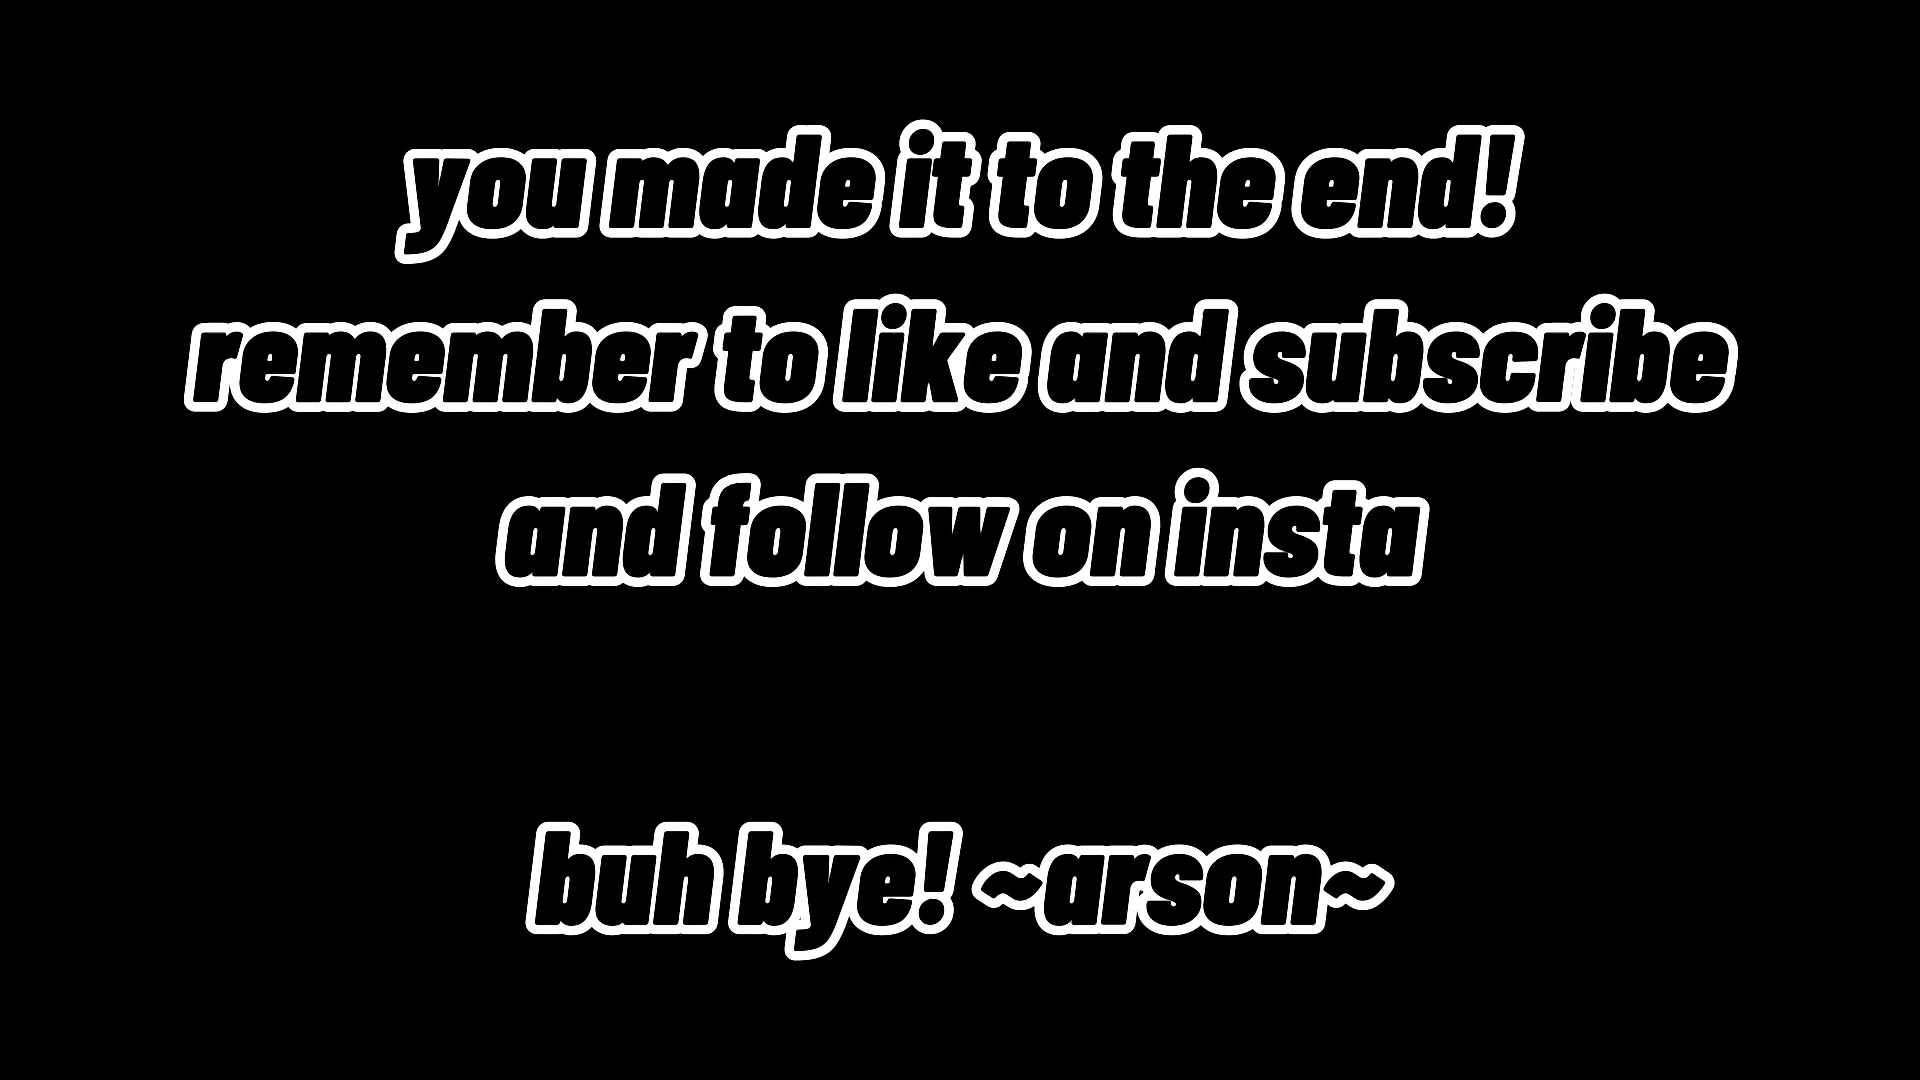 you made it to the end!
remember to like and subscribe
and follow on insta
buh bye! ~arson~